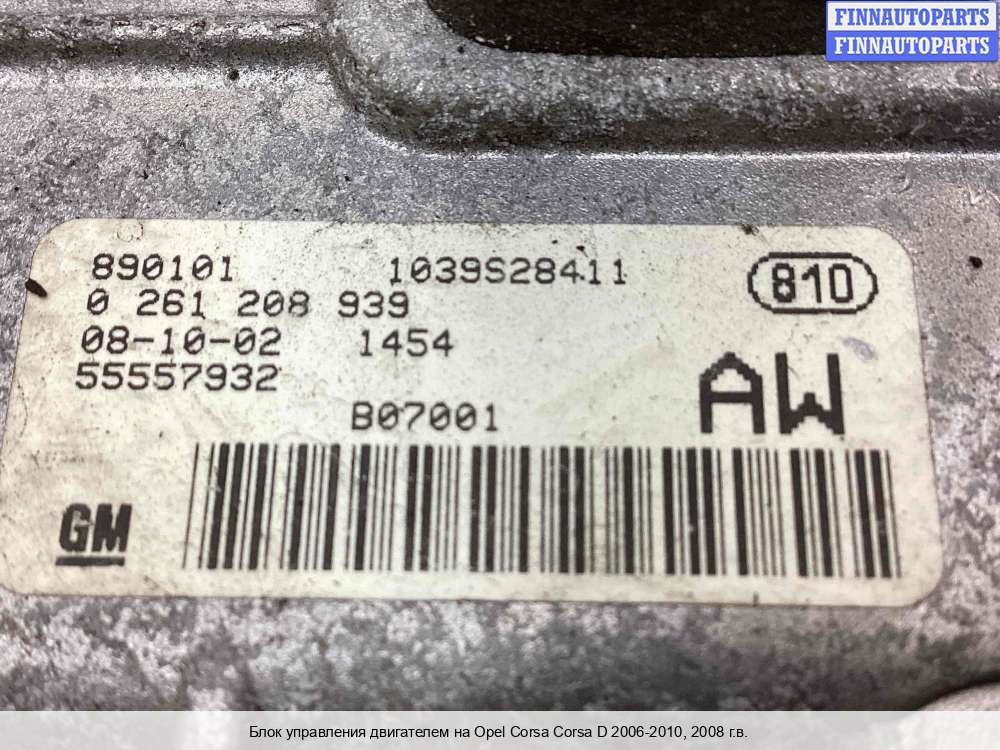 FINNAUTOPARTS
FINNAUTOPARTS
890101 1039S28411 810
0 261 208 939
08-10-02 1454
55557932 AW
B07001
GM
Блок управления двигателем на Opel Corsa Corsa D 2006-2010, 2008 г.в.